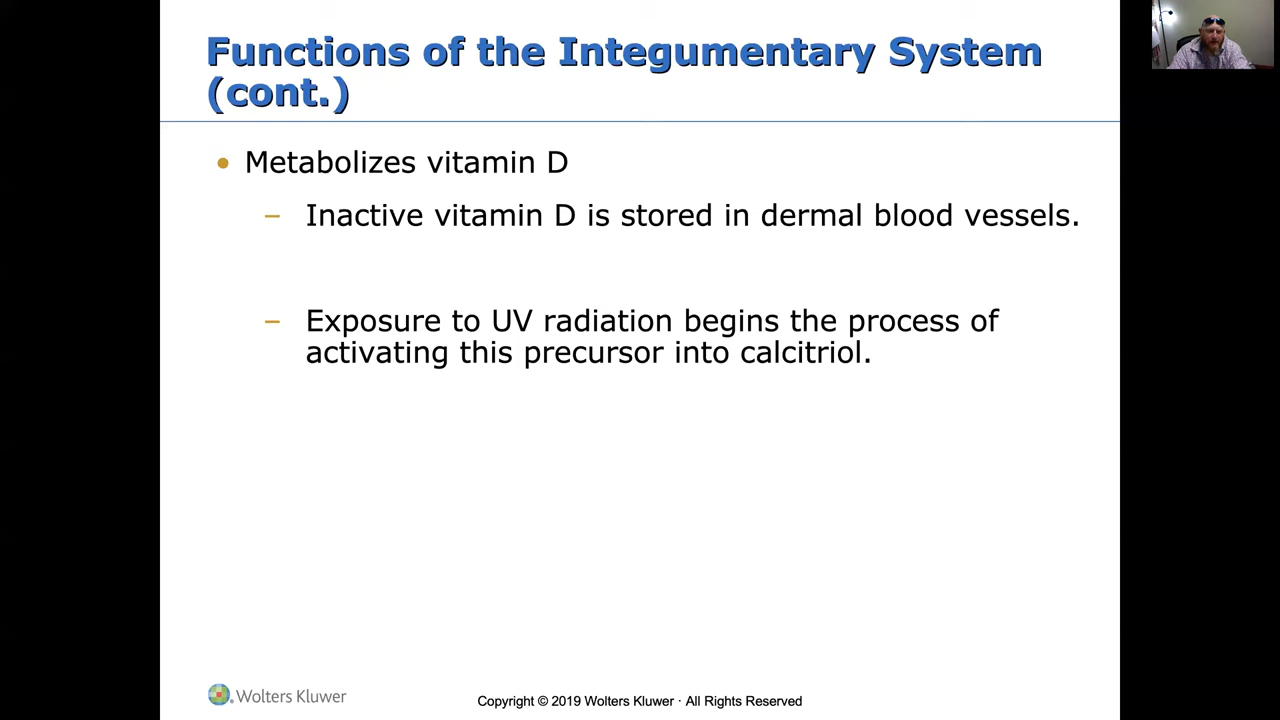 Functions of the Integumentary System
(cont.)
• Metabolizes vitamin D
– Inactive vitamin D is stored in dermal blood vessels.
– Exposure to UV radiation begins the process of
activating this precursor into calcitriol.
Wolters Kluwer
Copyright © 2019 Wolters Kluwer · All Rights Reserved